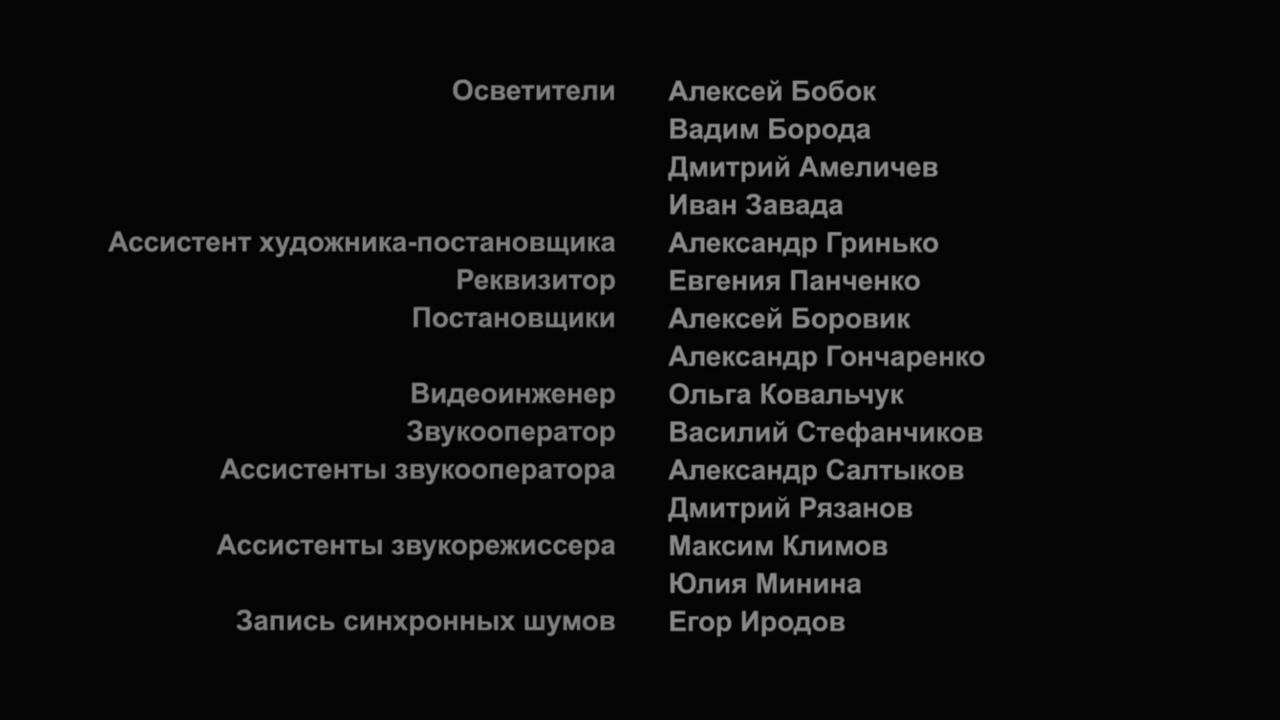 Осветители Алексей Бобок
Вадим Борода
Дмитрий Амеличев
Иван Завада
Ассистент художника-постановщика Александр Гринько
Реквизитор Евгения Панченко
Постановщики Алексей Боровик
Александр Гончаренко
Видеоинженер Ольга Ковальчук
Звукооператор Василий Стефанчиков
Ассистенты звукооператора Александр Салтыков
Дмитрий Рязанов
Ассистенты звукорежиссера Максим Климов
Юлия Минина
Запись синхронных шумов Егор Иродов